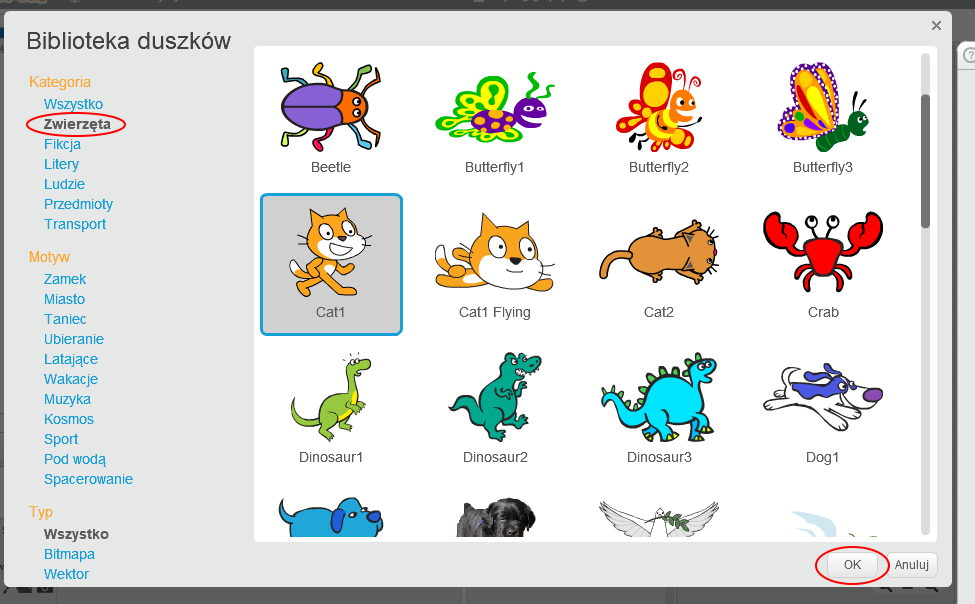 Biblioteka duszków
Kategoria
Wszystko
Zwierzęta
Fikcja
Litery
Ludzie
Przedmioty
Transport
Motyw
Zamek
Miasto
Taniec
Ubieranie
Latające
Wakacje
Muzyka
Kosmos
Sport
Pod wodą
Spacerowanie
Typ
Wszystko
Bitmapa
Wektor
Beetle Butterfly1 Butterfly2 Butterfly3
Cat1 Cat1 Flying Cat2 Crab
Dinosaur1 Dinosaur2 Dinosaur3 Dog1
OK Anuluj